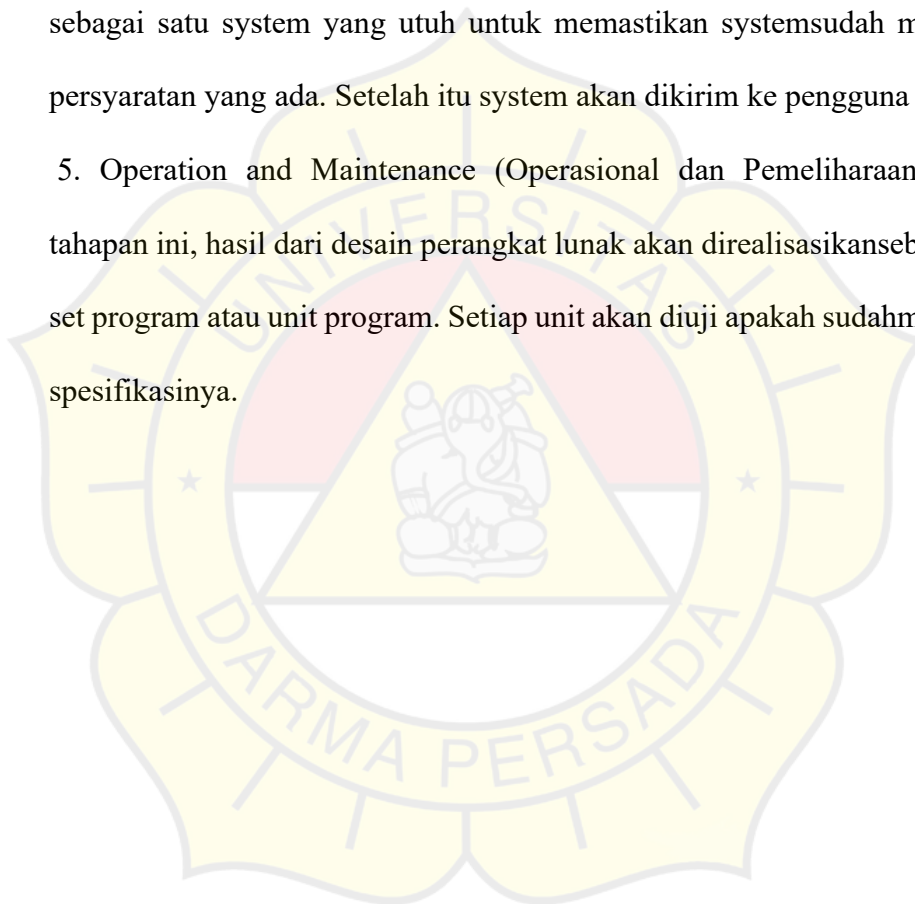 sebagai satu system yang utuh untuk memastikan systemsudah m
persyaratan yang ada. Setelah itu system akan dikirim ke pengguna
5. Operation and Maintenance (Operasional dan Pemeliharaan
tahapan ini, hasil dari desain perangkat lunak akan direalisasikanseb
set program atau unit program. Setiap unit akan diuji apakah sudahm
spesifikasinya.
UNIVERSITAS
DARMA PERSADA